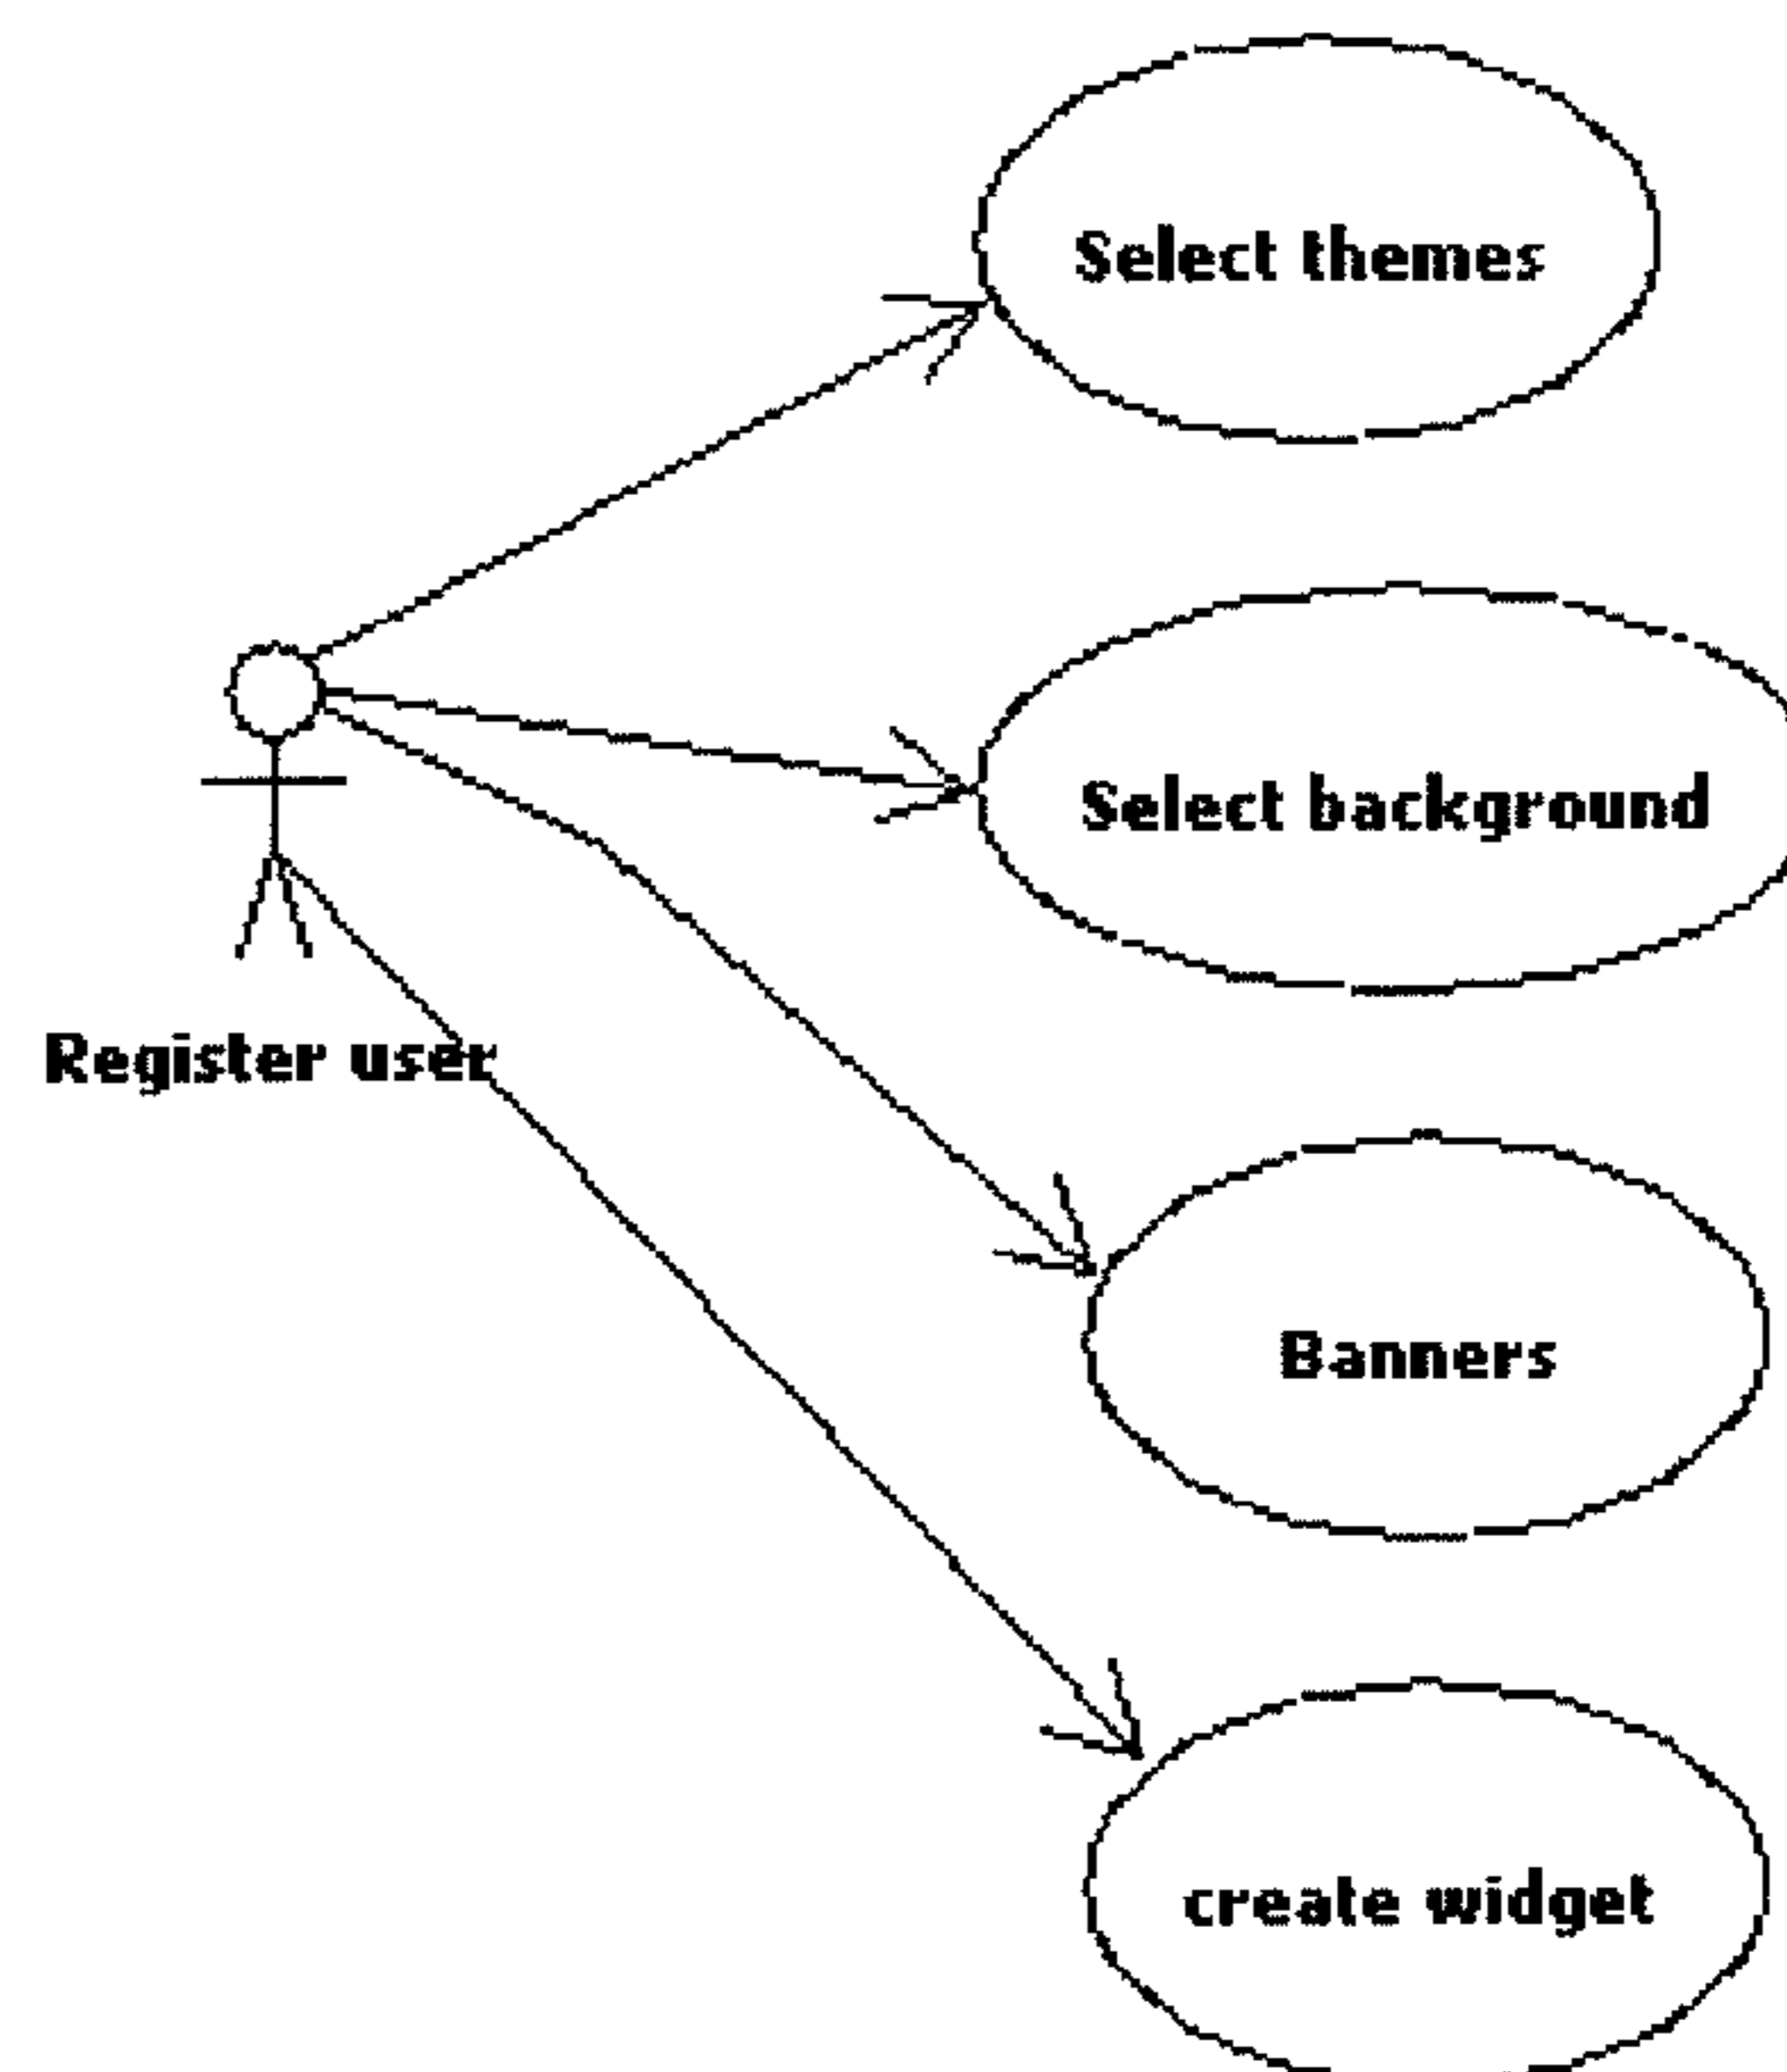 Select themes
Select background
Register user
Banners
create widget